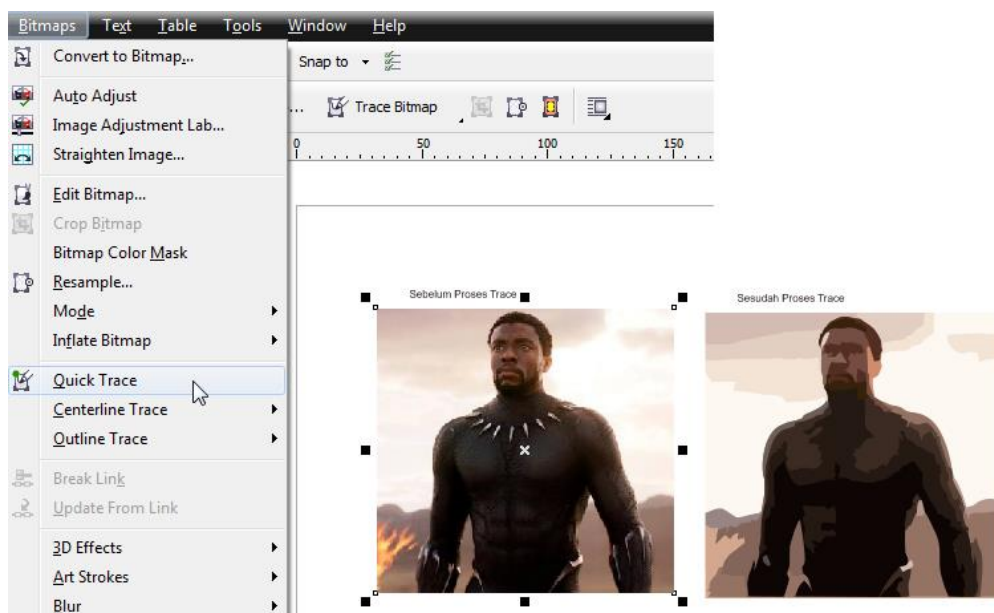 Bitmaps Text Table Tools Window Help
Convert to Bitmap...
Snap to
Auto Adjust
... Trace Bitmap
Image Adjustment Lab...
Straighten Image...
0 50 100 150
Edit Bitmap...
Crop Bitmap
Bitmap Color Mask
Resample...
Sebelum Proses Trace
Sesudah Proses Trace
Mode
Inflate Bitmap
Quick Trace
Centerline Trace
Outline Trace
Break Link
Update From Link
3D Effects
Art Strokes
Blur